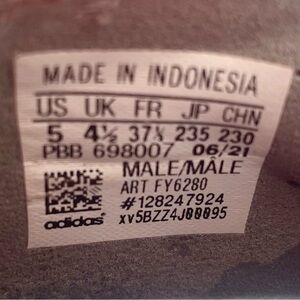 MADE IN INDONESIA
US UK FR JP CHN
5 4½ 37⅓ 235 230
PBB 698007 06/21
MALE/MÂLE
ART FY6280
#128247924
xv5BZZ4J00095
adidas